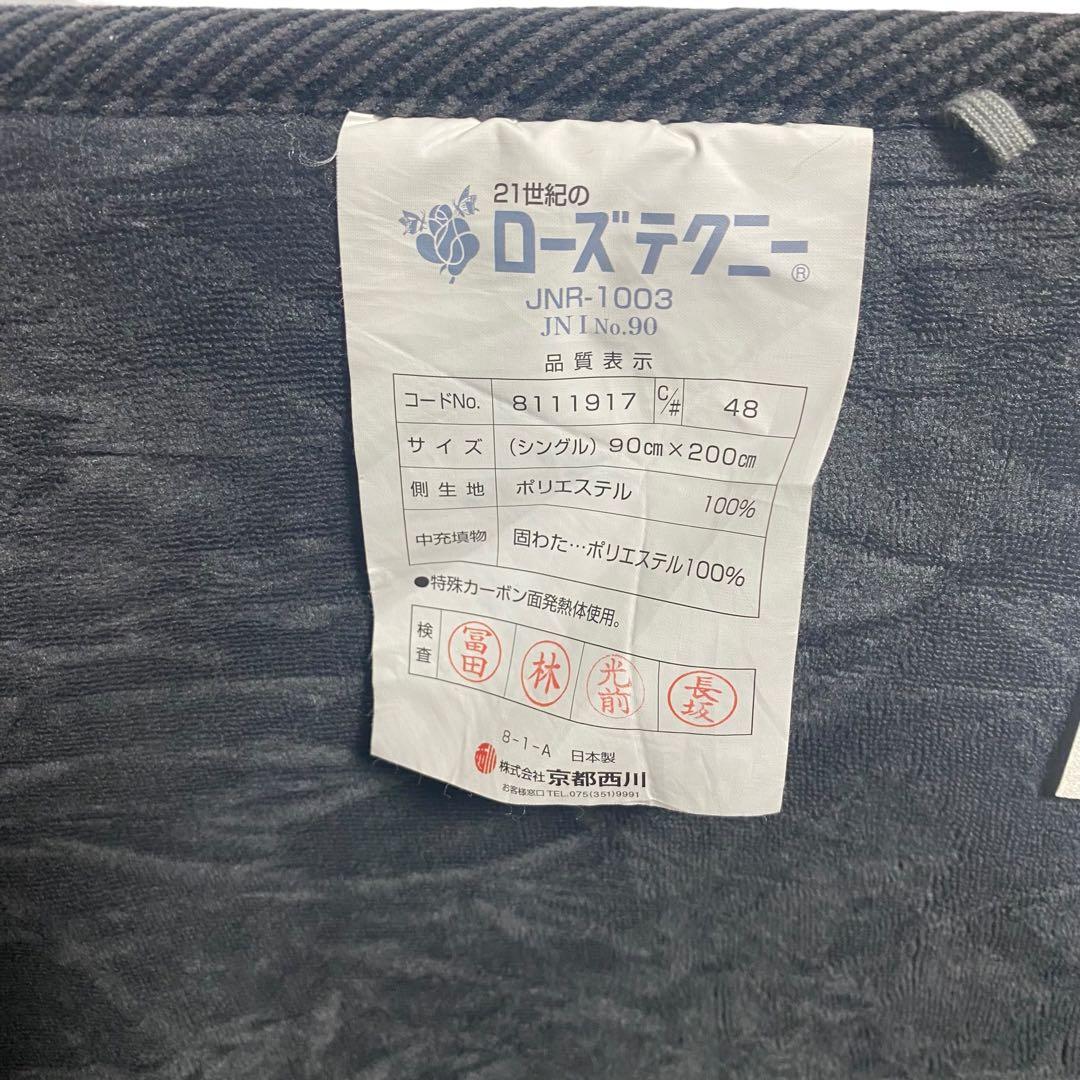 21世紀の
ローズテクニー®
JNR-1003
JNI No.90
品質表示
コードNo. 8111917 C/# 48
サイズ (シングル) 90㎝×200㎝
側生地 ポリエステル 100%
中充填物 固わた…ポリエステル100%
●特殊カーボン面発熱体使用。
検査 冨田 林 光前 長坂
8-1-A 日本製
西川 株式会社 京都西川
お客様窓口 TEL.075(351)9991